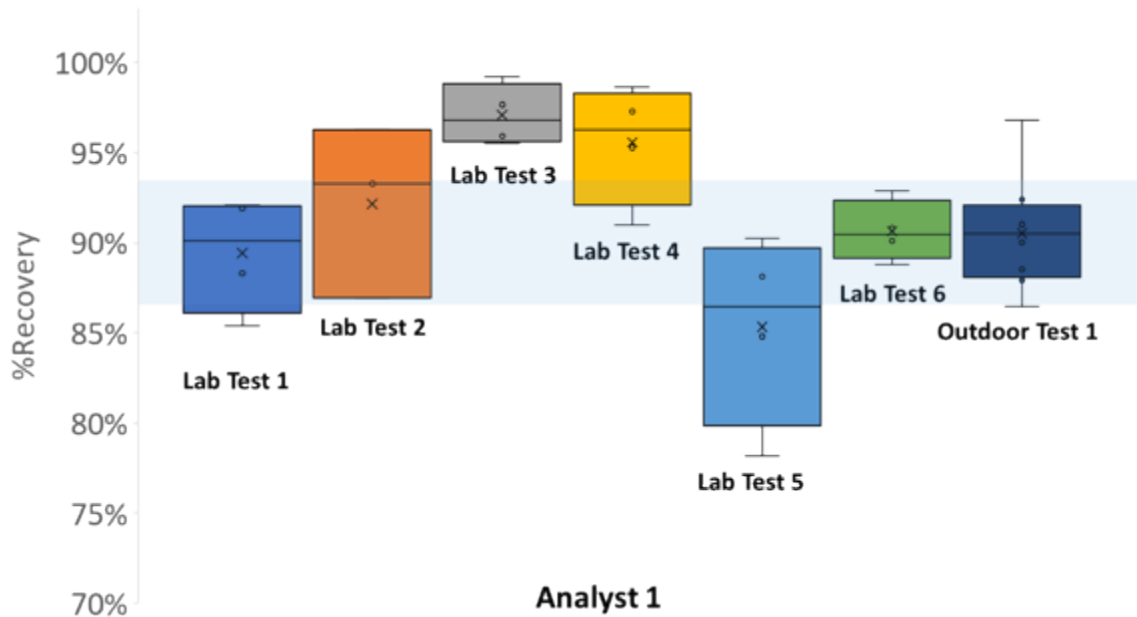 100%
95%
90%
85%
80%
75%
70%
%Recovery
Lab Test 1
Lab Test 2
Lab Test 3
Lab Test 4
Lab Test 5
Lab Test 6
Outdoor Test 1
Analyst 1